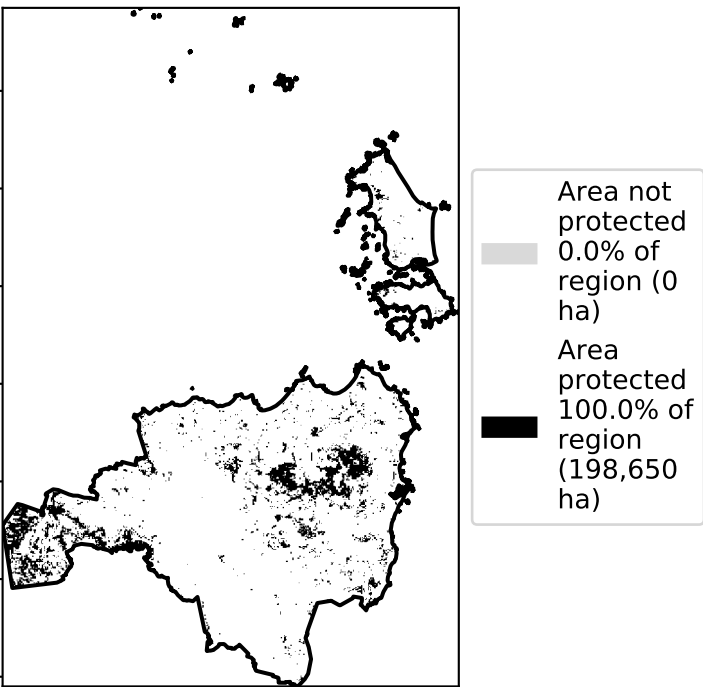 Area not
protected
0.0% of
region (0
ha)
Area
protected
100.0% of
region
(198,650
ha)